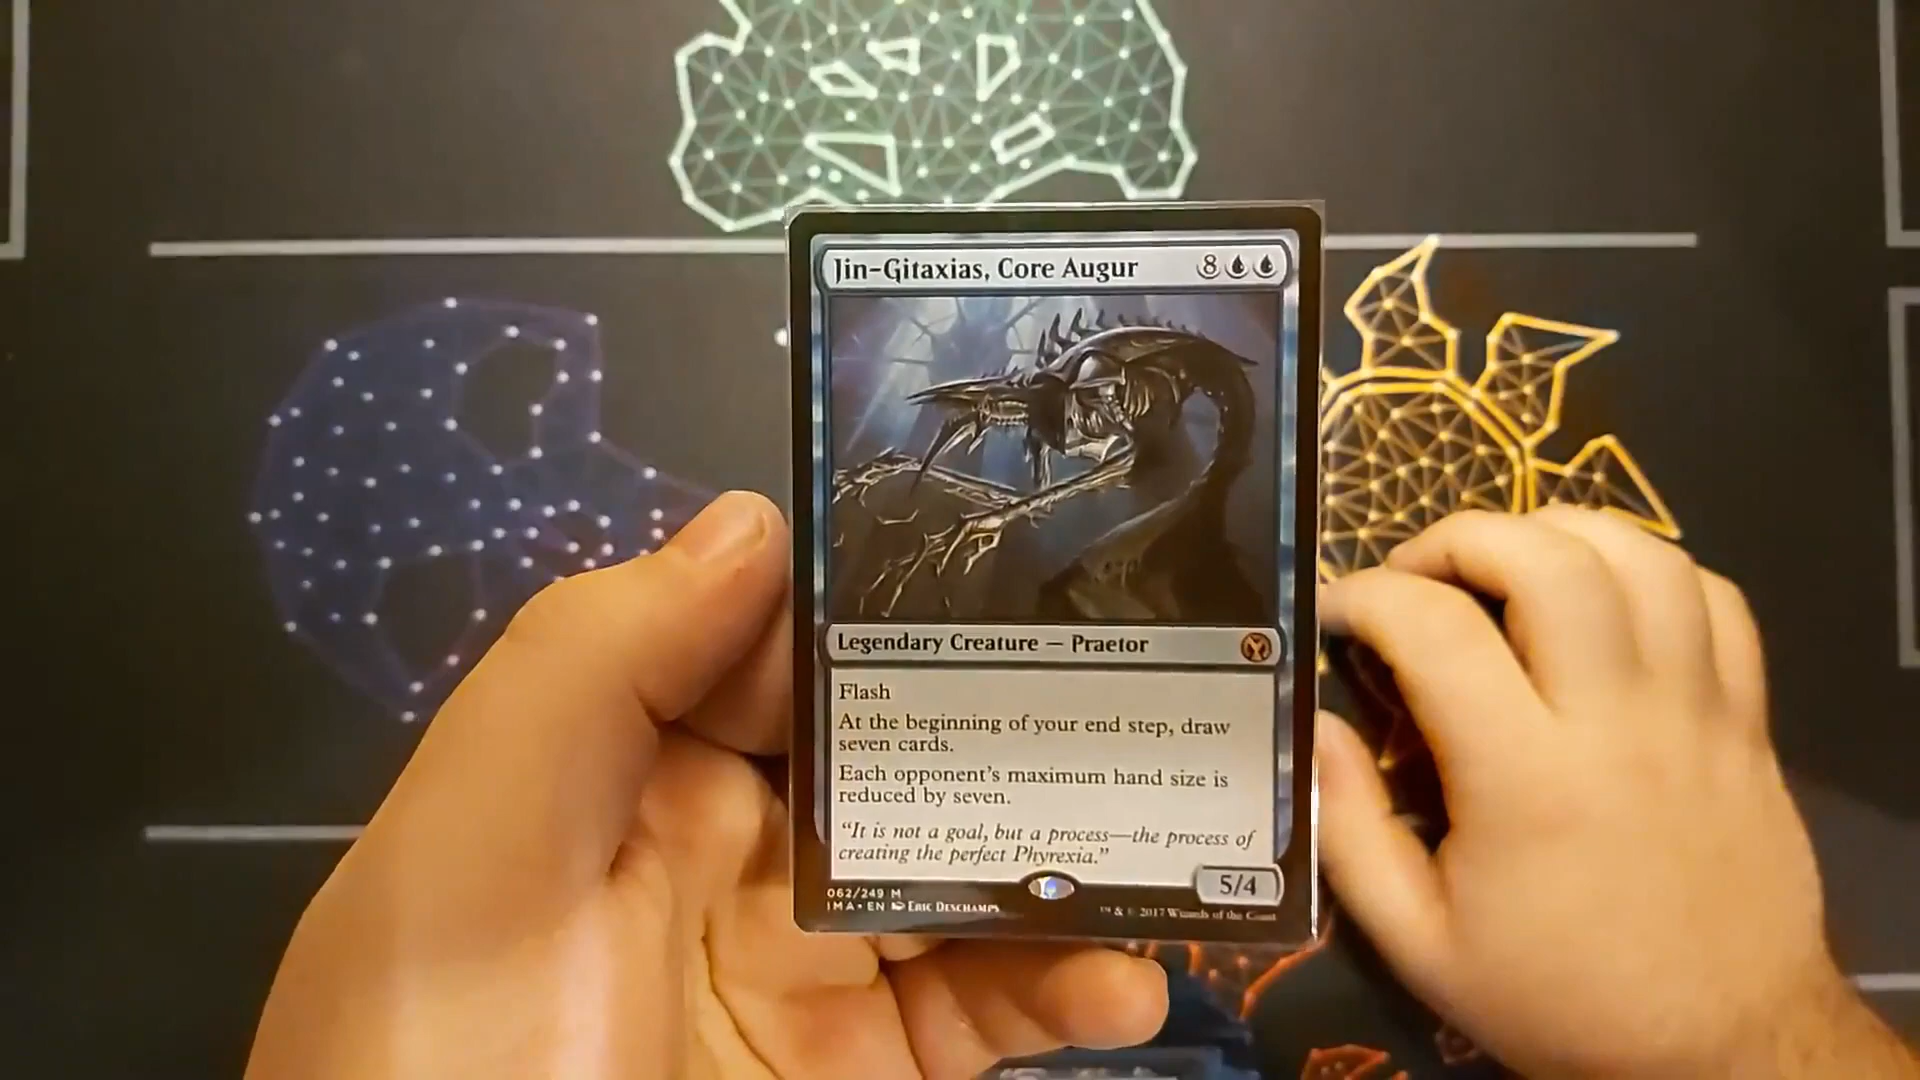 Jin-Gitaxias, Core Augur 8
Legendary Creature — Praetor
Flash
At the beginning of your end step, draw
seven cards.
Each opponent's maximum hand size is
reduced by seven.
"It is not a goal, but a process—the process of
creating the perfect Phyrexia."
5/4
062/249 M
IMA • EN Eric Deschamps
™ & © 2017 Wizards of the Coast